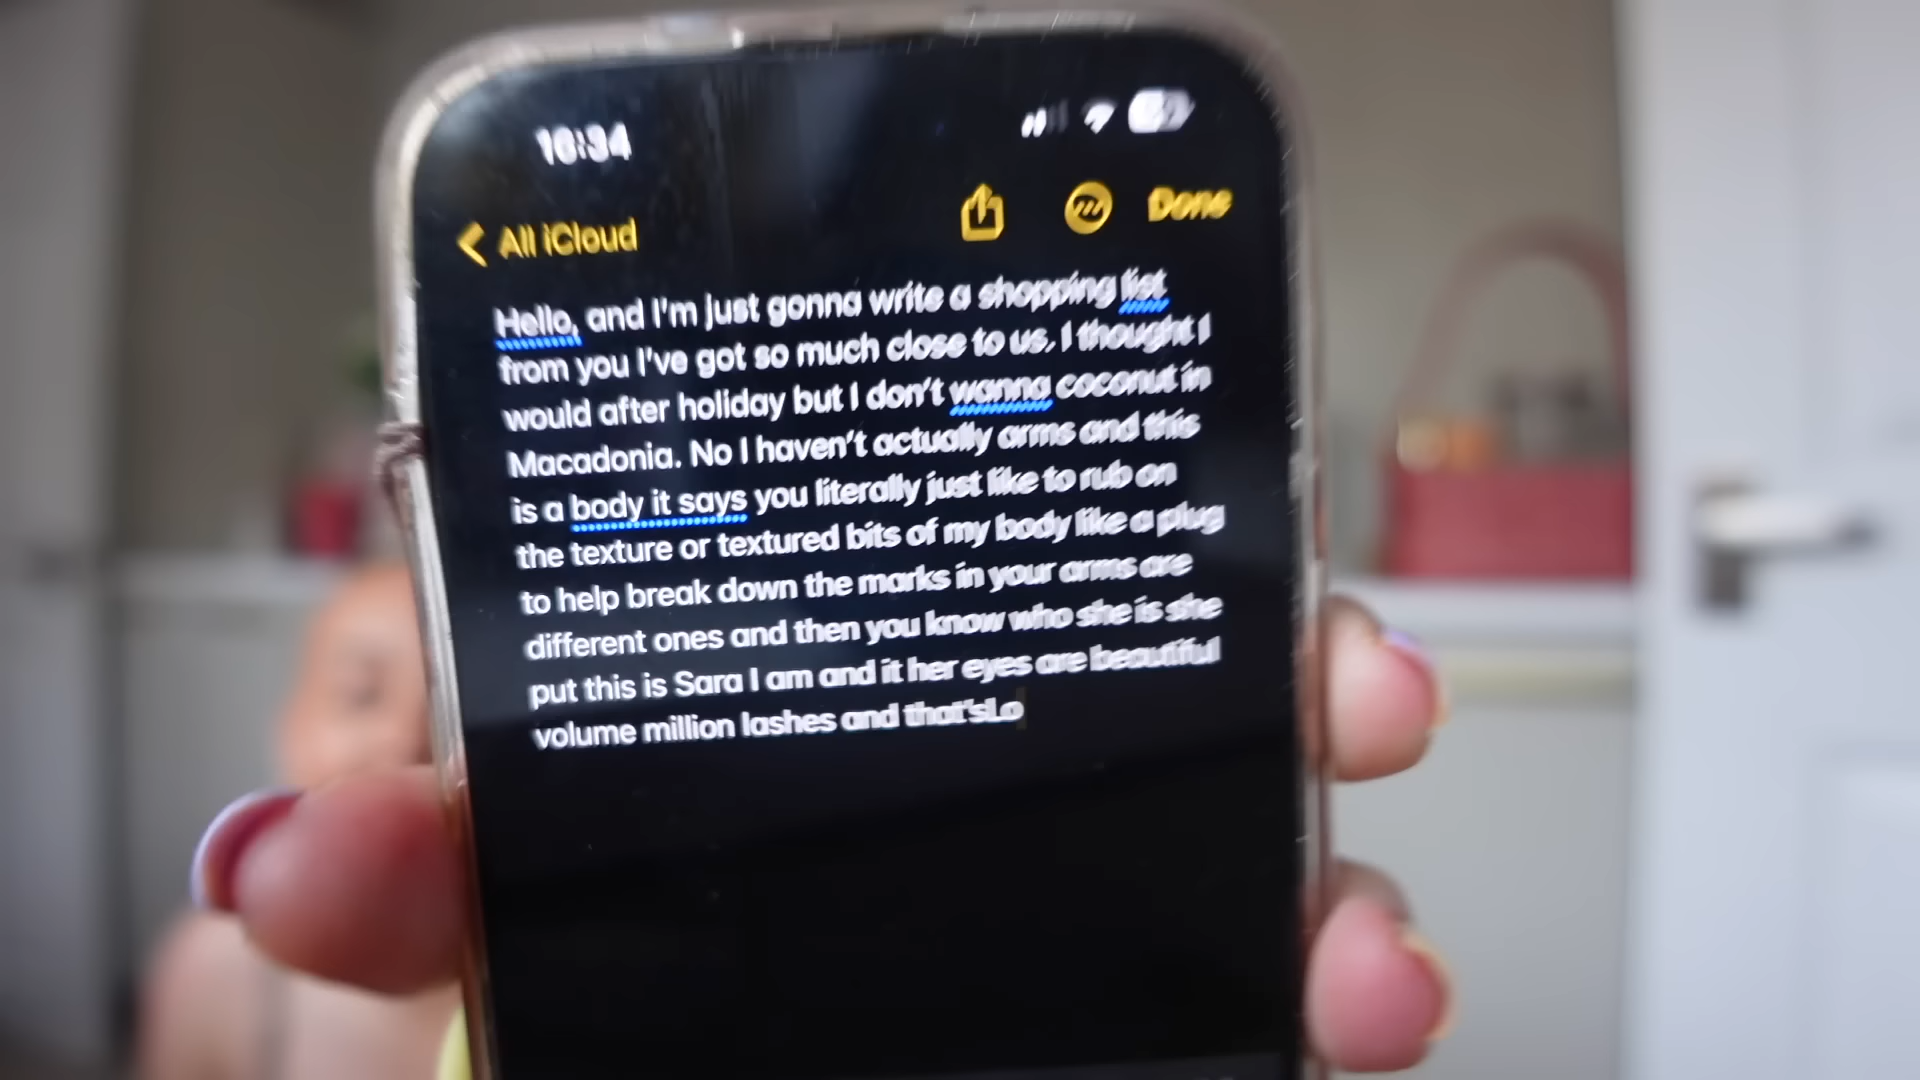 16:34
All iCloud
Done
Hello, and I'm just gonna write a shopping list
from you I've got so much close to us. I thought I
would after holiday but I don't wanna coconut in
Macadonia. No I haven't actually arms and this
is a body it says you literally just like to rub on
the texture or textured bits of my body like a plug
to help break down the marks in your arms are
different ones and then you know who she is she
put this is Sara I am and it her eyes are beautiful
volume million lashes and that'sLo